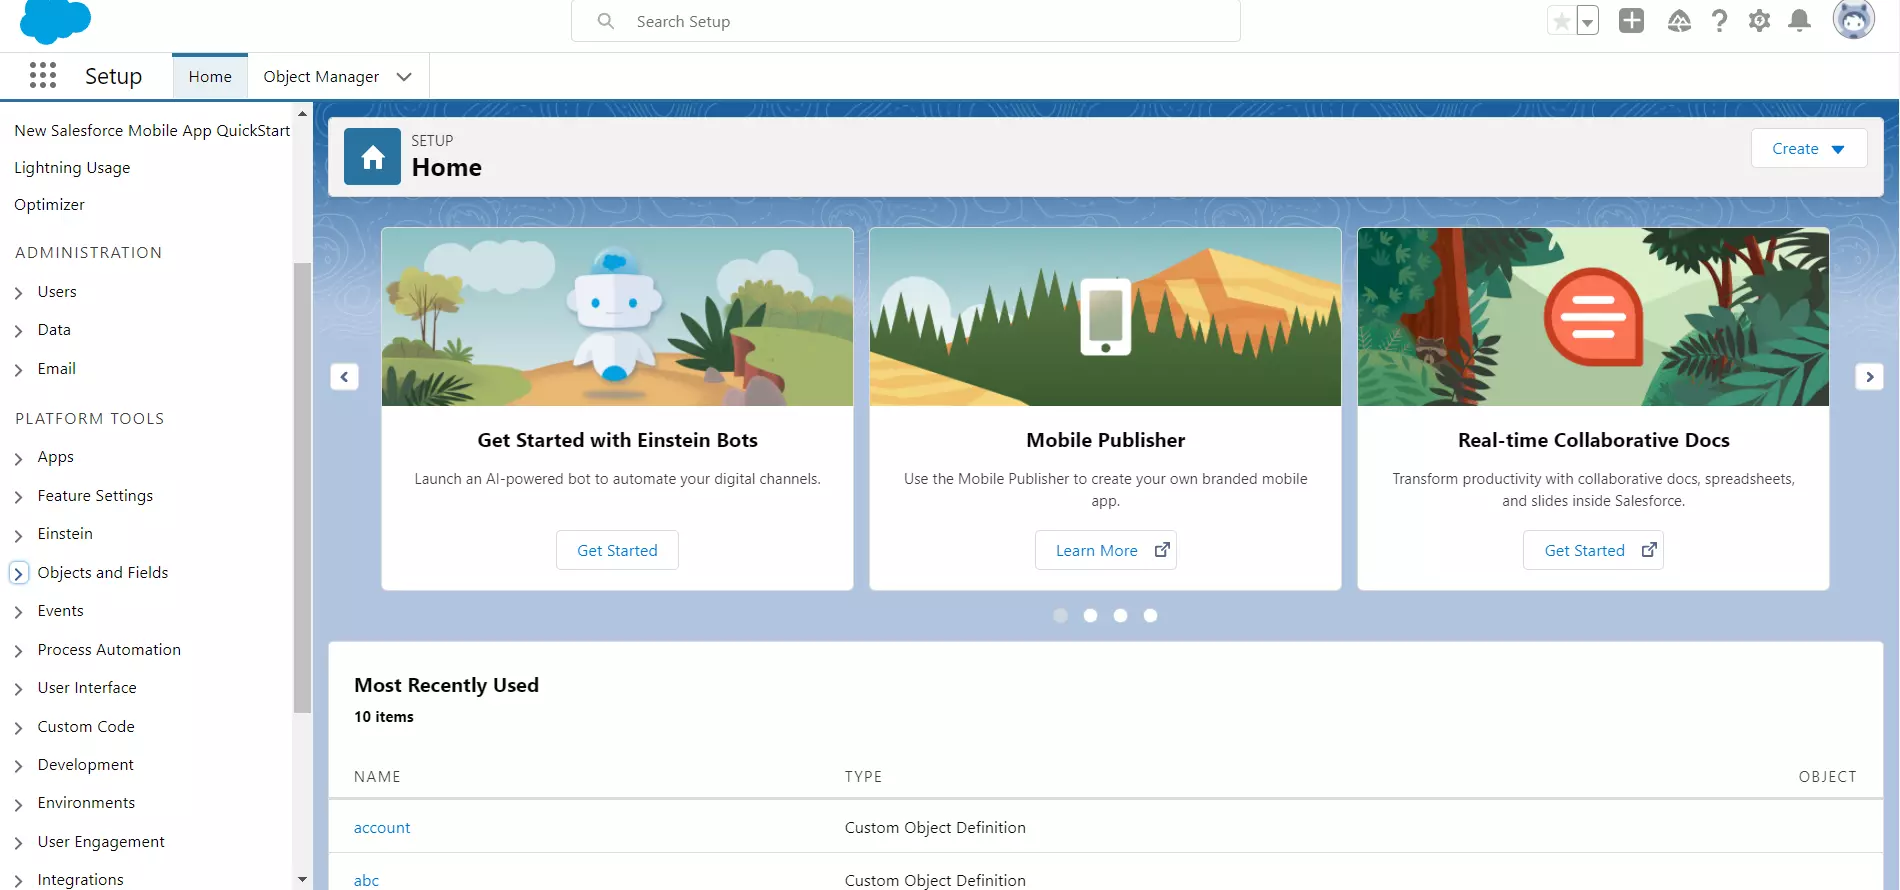 Search Setup
Setup
Home
Object Manager
New Salesforce Mobile App QuickStart
Lightning Usage
Optimizer
ADMINISTRATION
Users
Data
Email
PLATFORM TOOLS
Apps
Feature Settings
Einstein
Objects and Fields
Events
Process Automation
User Interface
Custom Code
Development
Environments
User Engagement
Integrations
SETUP
Home
Create
Get Started with Einstein Bots
Launch an AI-powered bot to automate your digital channels.
Get Started
Mobile Publisher
Use the Mobile Publisher to create your own branded mobile
app.
Learn More
Real-time Collaborative Docs
Transform productivity with collaborative docs, spreadsheets,
and slides inside Salesforce.
Get Started
Most Recently Used
10 items
NAME TYPE OBJECT
account Custom Object Definition
abc Custom Object Definition